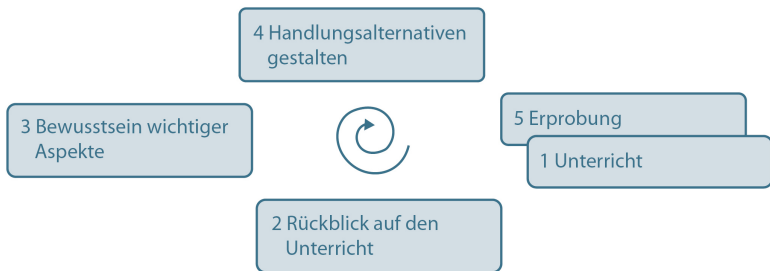 4 Handlungsalternativen
gestalten
3 Bewusstsein wichtiger
Aspekte
5 Erprobung
1 Unterricht
2 Rückblick auf den
Unterricht